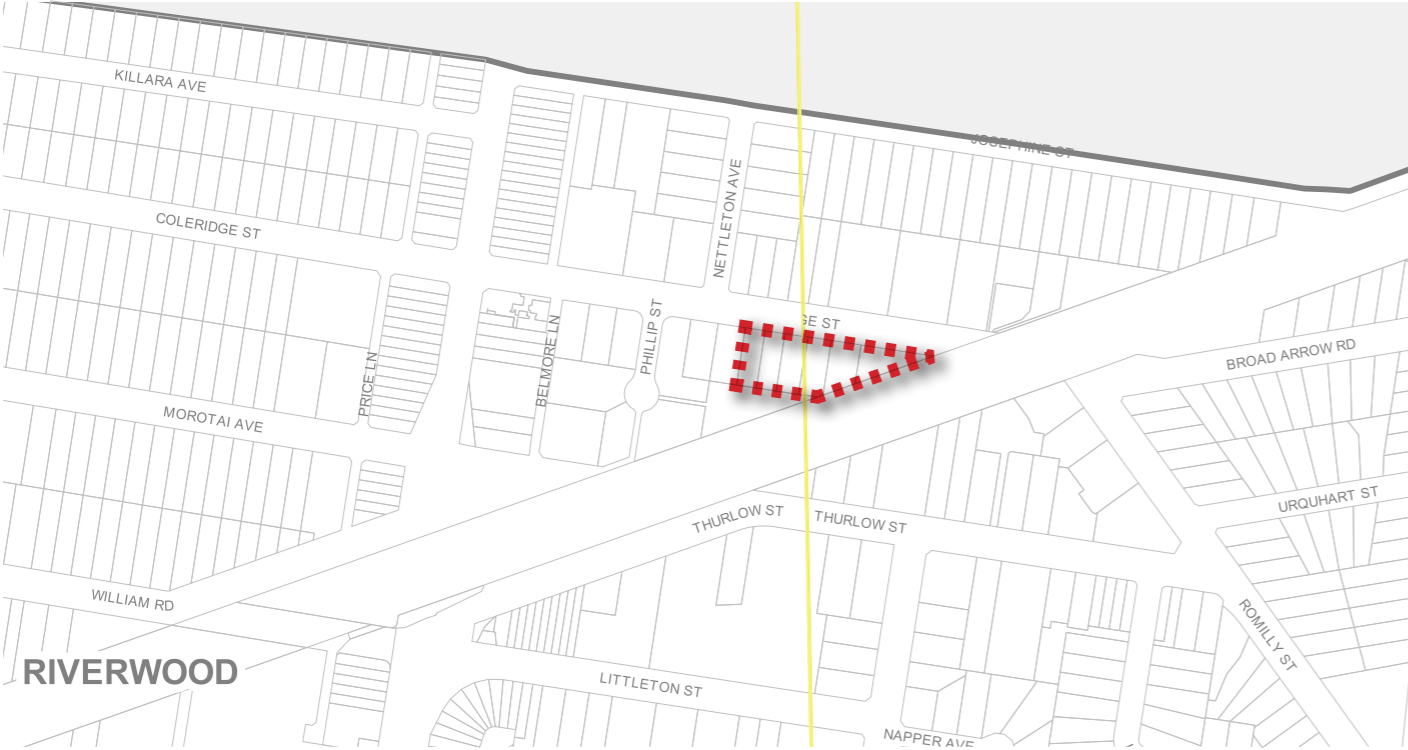 KILLARA AVE
JOSEPHINE ST
COLERIDGE ST
NETTLETON AVE
GE ST
PHILLIP ST
BELMORE LN
PRICE LN
BROAD ARROW RD
MOROTAI AVE
URQUHART ST
THURLOW ST
THURLOW ST
WILLIAM RD
ROMILLY ST
RIVERWOOD
LITTLETON ST
NAPPER AVE